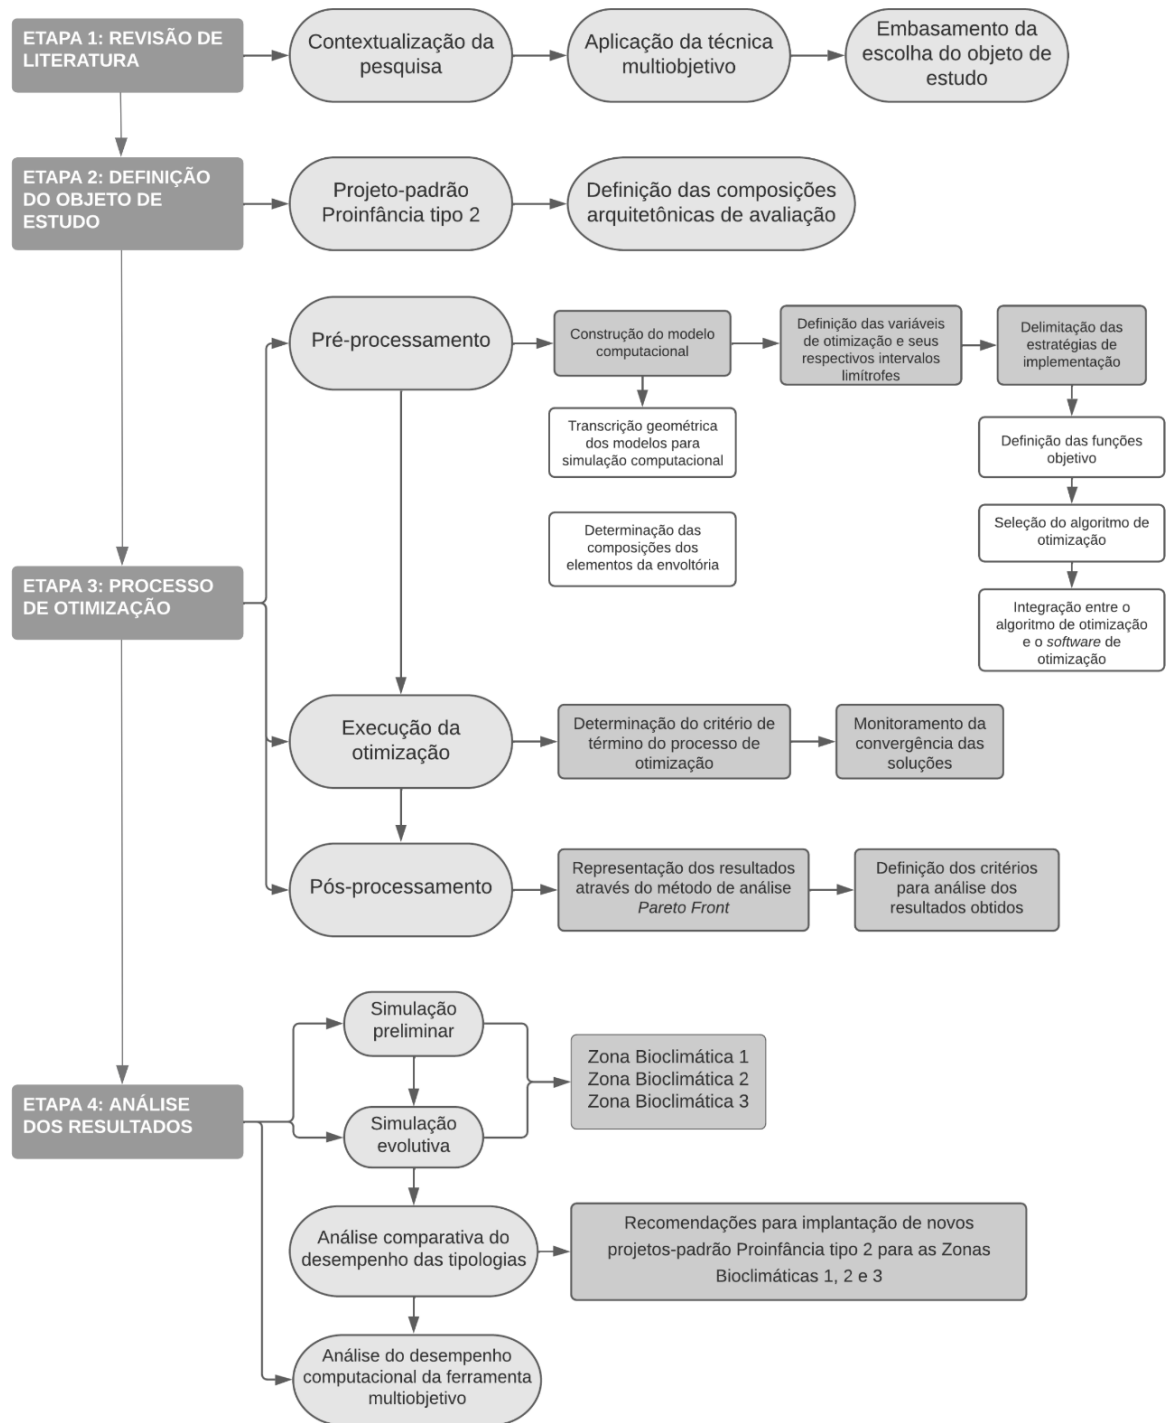 ETAPA 1: REVISÃO DE
LITERATURA
Contextualização da
pesquisa
Aplicação da técnica
multiobjetivo
Embasamento da
escolha do objeto de
estudo
ETAPA 2: DEFINIÇÃO
DO OBJETO DE
ESTUDO
Projeto-padrão
Proinfância tipo 2
Definição das composições
arquitetônicas de avaliação
ETAPA 3: PROCESSO
DE OTIMIZAÇÃO
Pré-processamento
Construção do modelo
computacional
Definição das variáveis
de otimização e seus
respectivos intervalos
limítrofes
Delimitação das
estratégias de
implementação
Transcrição geométrica
dos modelos para
simulação computacional
Determinação das
composições dos
elementos da envoltória
Definição das funções
objetivo
Seleção do algoritmo de
otimização
Integração entre o
algoritmo de otimização
e o software de
otimização
Execução da
otimização
Determinação do critério de
término do processo de
otimização
Monitoramento da
convergência das
soluções
Pós-processamento
Representação dos resultados
através do método de análise
Pareto Front
Definição dos critérios
para análise dos
resultados obtidos
ETAPA 4: ANÁLISE
DOS RESULTADOS
Simulação
preliminar
Simulação
evolutiva
Zona Bioclimática 1
Zona Bioclimática 2
Zona Bioclimática 3
Análise comparativa do
desempenho das tipologias
Recomendações para implantação de novos
projetos-padrão Proinfância tipo 2 para as Zonas
Bioclimáticas 1, 2 e 3
Análise do desempenho
computacional da ferramenta
multiobjetivo